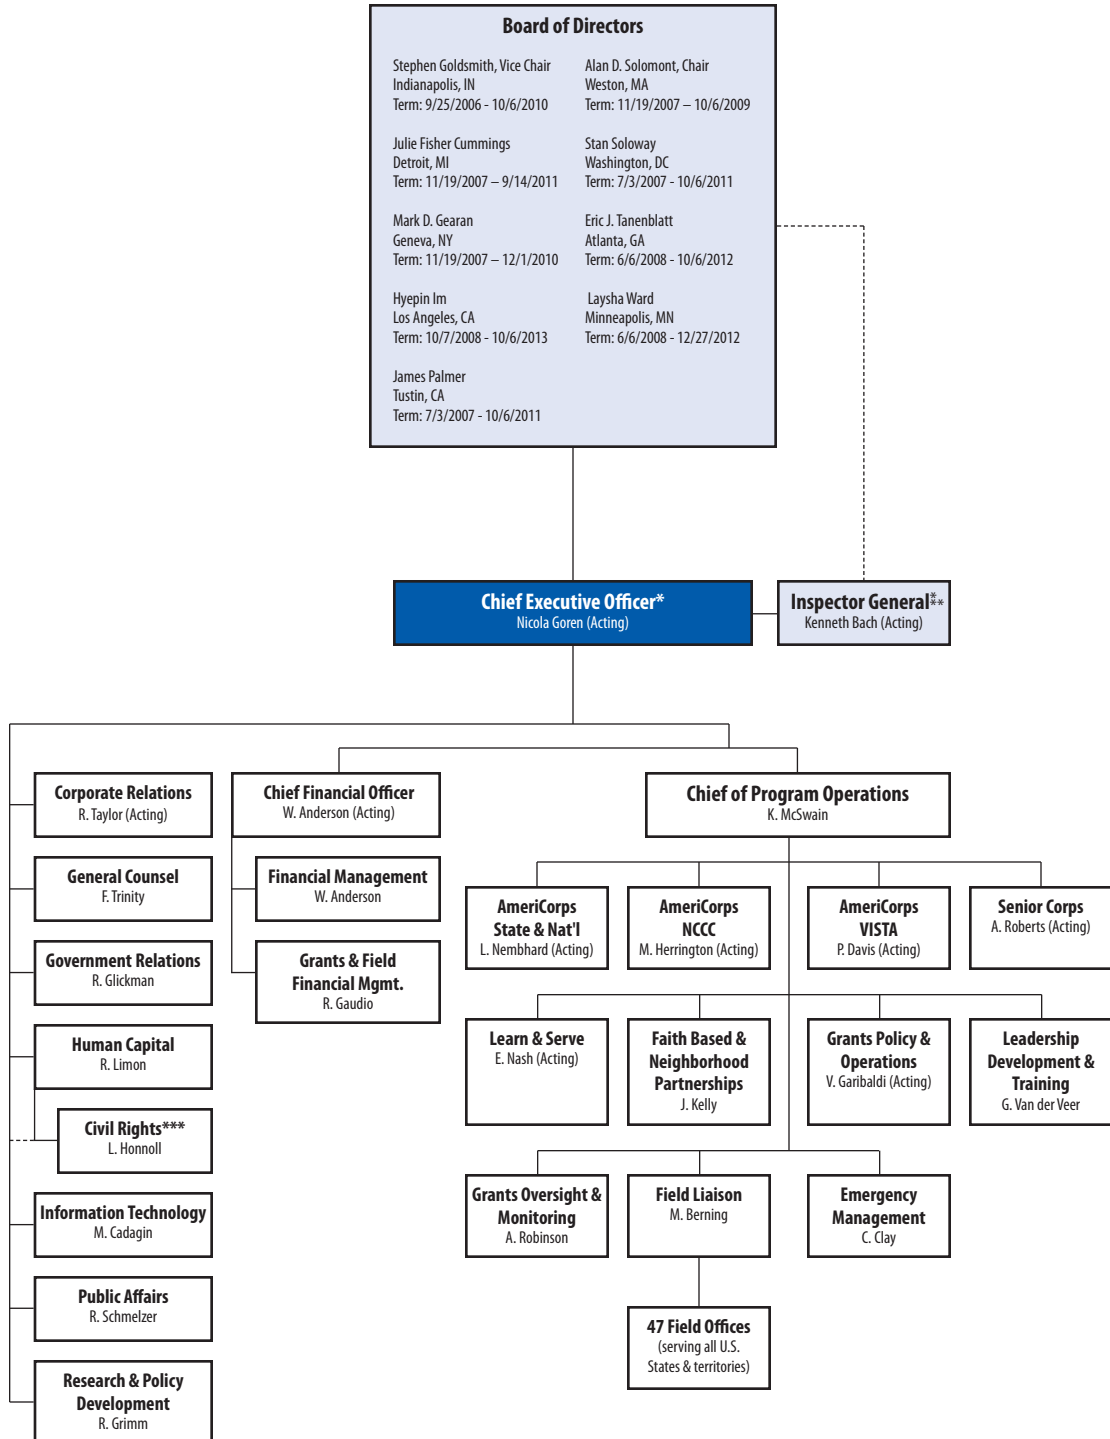 Board of Directors
Stephen Goldsmith, Vice Chair
Indianapolis, IN
Term: 9/25/2006 - 10/6/2010
Alan D. Solomont, Chair
Weston, MA
Term: 11/19/2007 – 10/6/2009
Julie Fisher Cummings
Detroit, MI
Term: 11/19/2007 – 9/14/2011
Stan Soloway
Washington, DC
Term: 7/3/2007 - 10/6/2011
Mark D. Gearan
Geneva, NY
Term: 11/19/2007 – 12/1/2010
Eric J. Tanenblatt
Atlanta, GA
Term: 6/6/2008 - 10/6/2012
Hyepin Im
Los Angeles, CA
Term: 10/7/2008 - 10/6/2013
Laysha Ward
Minneapolis, MN
Term: 6/6/2008 - 12/27/2012
James Palmer
Tustin, CA
Term: 7/3/2007 - 10/6/2011
Chief Executive Officer*
Nicola Goren (Acting)
Inspector General***
Kenneth Bach (Acting)
Corporate Relations
R. Taylor (Acting)
General Counsel
F. Trinity
Government Relations
R. Glickman
Human Capital
R. Limon
Civil Rights***
L. Honnoll
Information Technology
M. Cadagin
Public Affairs
R. Schmelzer
Research & Policy
Development
R. Grimm
Chief Financial Officer
W. Anderson (Acting)
Financial Management
W. Anderson
Grants & Field
Financial Mgmt.
R. Gaudio
Chief of Program Operations
K. McSwain
AmeriCorps
State & Nat'l
L. Nembhard (Acting)
AmeriCorps
NCCC
M. Herrington (Acting)
AmeriCorps
VISTA
P. Davis (Acting)
Senior Corps
A. Roberts (Acting)
Learn & Serve
E. Nash (Acting)
Faith Based &
Neighborhood
Partnerships
J. Kelly
Grants Policy &
Operations
V. Garibaldi (Acting)
Leadership
Development &
Training
G. Van der Veer
Grants Oversight &
Monitoring
A. Robinson
Field Liaison
M. Berning
Emergency
Management
C. Clay
47 Field Offices
(serving all U.S.
States & territories)